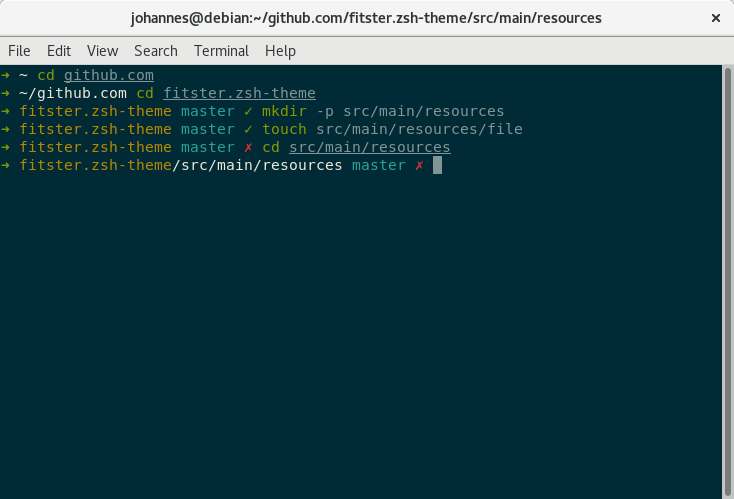 johannes@debian:~/github.com/fitster.zsh-theme/src/main/resources ×
File Edit View Search Terminal Help
➜ ~ cd github.com
➜ ~/github.com cd fitster.zsh-theme
➜ fitster.zsh-theme master ✓ mkdir -p src/main/resources
➜ fitster.zsh-theme master ✓ touch src/main/resources/file
➜ fitster.zsh-theme master ✗ cd src/main/resources
➜ fitster.zsh-theme/src/main/resources master ✗